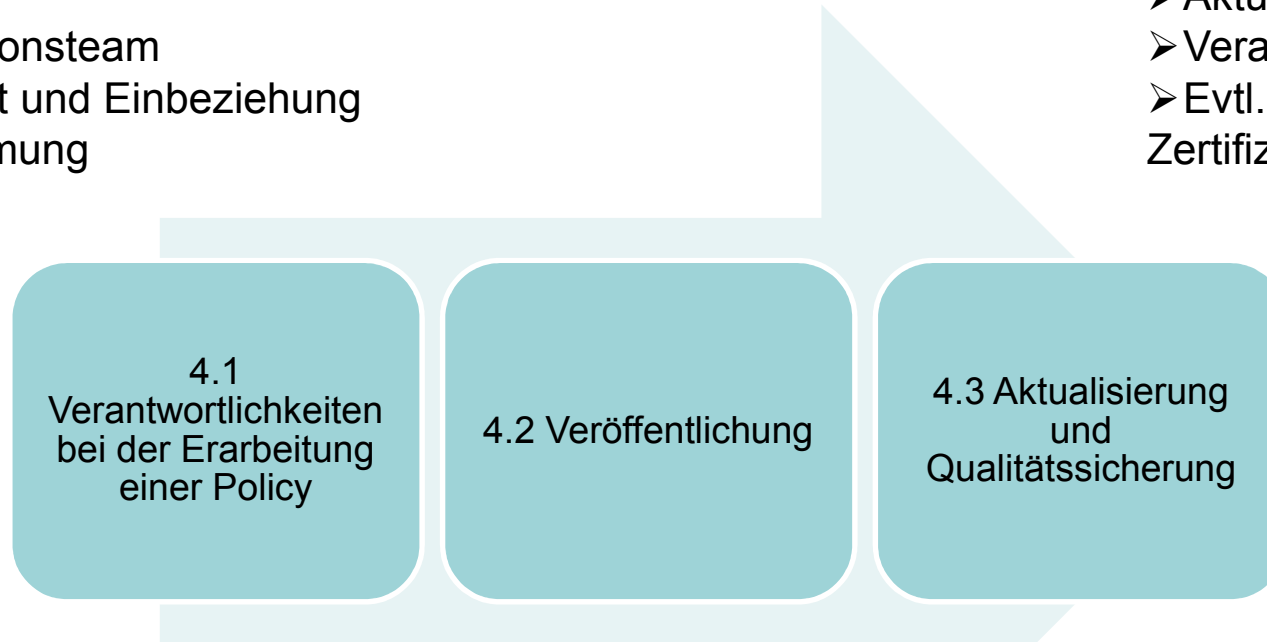 onsteam
t und Einbeziehung
mung
➢Aktu
➢Vera
➢Evtl.
Zertifiz
4.1
Verantwortlichkeiten
bei der Erarbeitung
einer Policy
4.2 Veröffentlichung
4.3 Aktualisierung
und
Qualitätssicherung